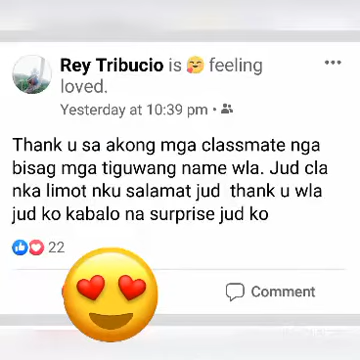 Rey Tribucio is 🥰 feeling
loved.
Yesterday at 10:39 pm ·
Thank u sa akong mga classmate nga
bisag mga tiguwang name wla. Jud cla
nka limot nku salamat jud thank u wla
jud ko kabalo na surprise jud ko
22
Comment